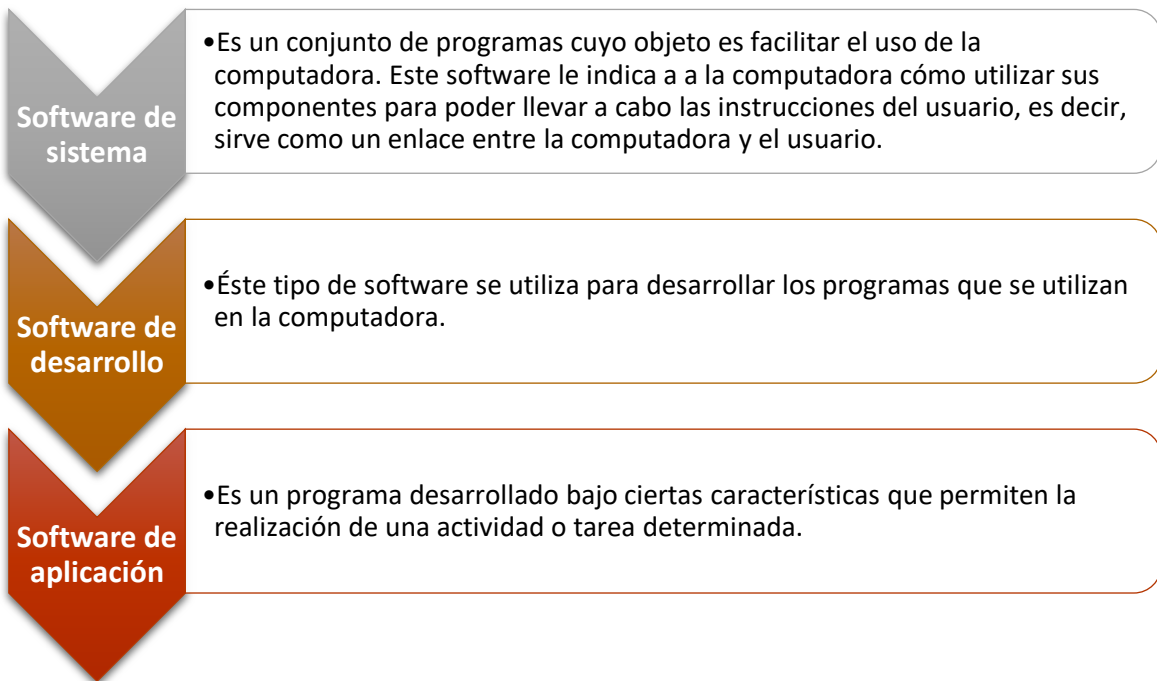 Software de
sistema
•Es un conjunto de programas cuyo objeto es facilitar el uso de la
computadora. Este software le indica a a la computadora cómo utilizar sus
componentes para poder llevar a cabo las instrucciones del usuario, es decir,
sirve como un enlace entre la computadora y el usuario.
Software de
desarrollo
•Éste tipo de software se utiliza para desarrollar los programas que se utilizan
en la computadora.
Software de
aplicación
•Es un programa desarrollado bajo ciertas características que permiten la
realización de una actividad o tarea determinada.